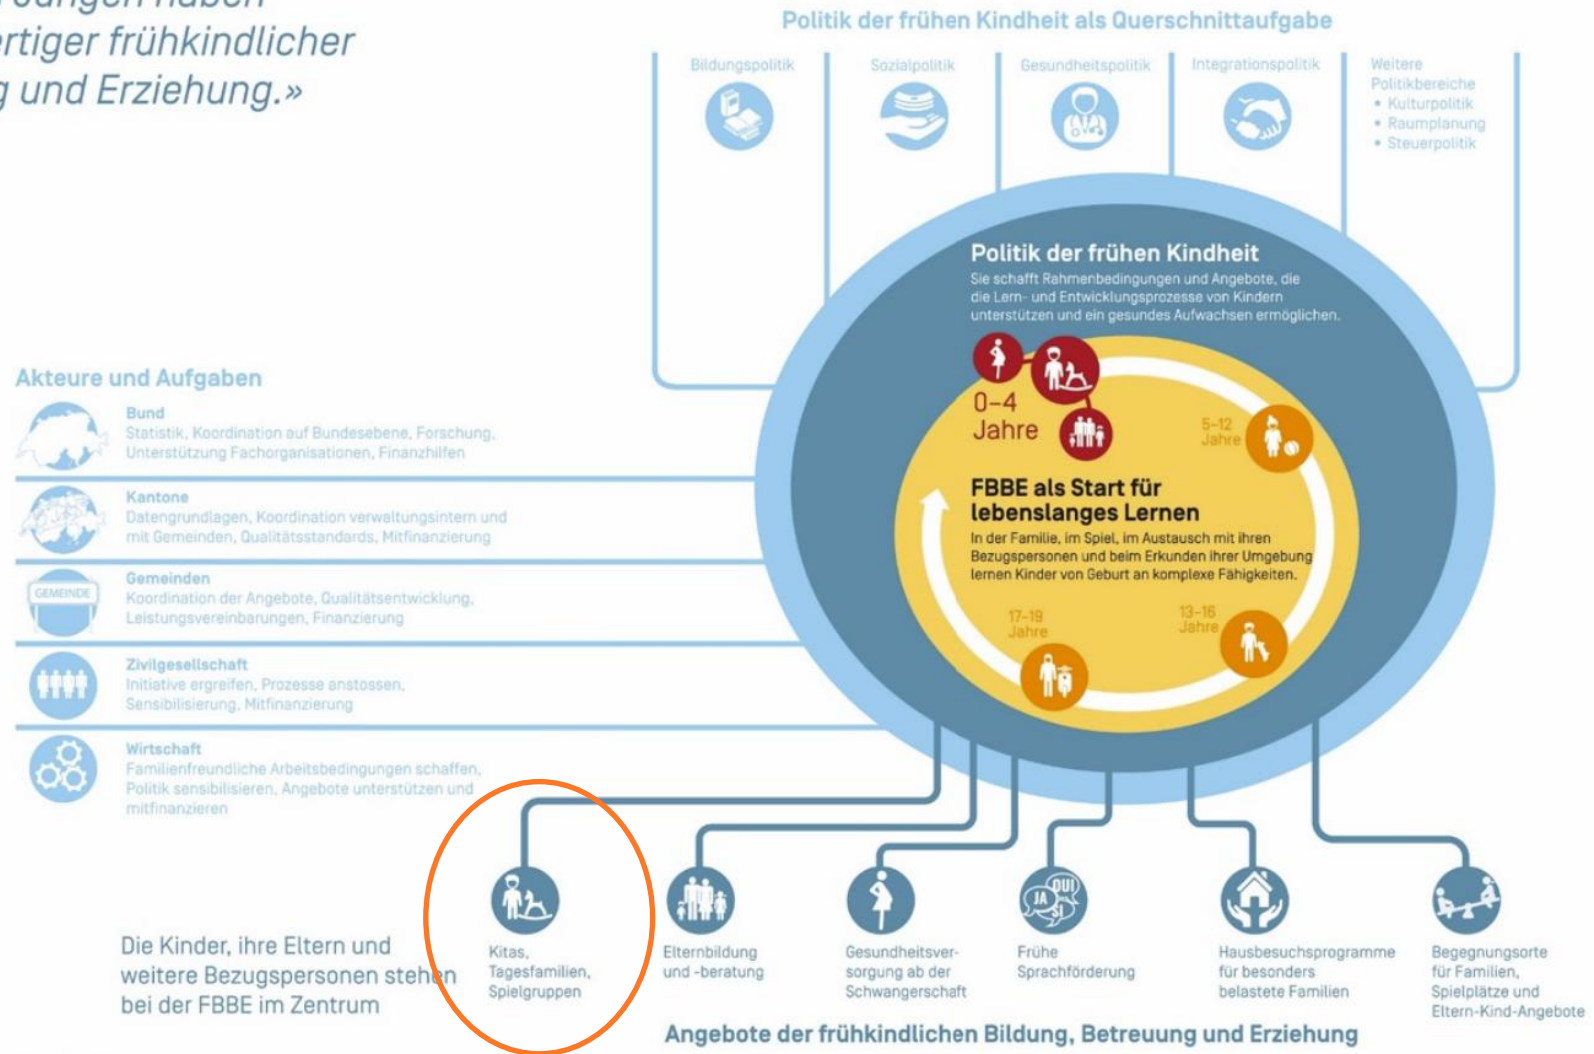 ertiger frühkindlicher
g und Erziehung.»
Politik der frühen Kindheit als Querschnittaufgabe
Bildungspolitik
Sozialpolitik
Gesundheitspolitik
Integrationspolitik
Weitere
Politikbereiche
• Kulturpolitik
• Raumplanung
• Steuerpolitik
Politik der frühen Kindheit
Sie schafft Rahmenbedingungen und Angebote, die
die Lern- und Entwicklungsprozesse von Kindern
unterstützen und ein gesundes Aufwachsen ermöglichen.
0–4
Jahre
5–12
Jahre
FBBE als Start für
lebenslanges Lernen
In der Familie, im Spiel, im Austausch mit ihren
Bezugspersonen und beim Erkunden ihrer Umgebung
lernen Kinder von Geburt an komplexe Fähigkeiten.
13–16
Jahre
17–19
Jahre
Akteure und Aufgaben
Bund
Statistik, Koordination auf Bundesebene, Forschung,
Unterstützung Fachorganisationen, Finanzhilfen
Kantone
Datengrundlagen, Koordination verwaltungsintern und
mit Gemeinden, Qualitätsstandards, Mitfinanzierung
GEMEINDE
Gemeinden
Koordination der Angebote, Qualitätsentwicklung,
Leistungsvereinbarungen, Finanzierung
Zivilgesellschaft
Initiative ergreifen, Prozesse anstossen,
Sensibilisierung, Mitfinanzierung
Wirtschaft
Familienfreundliche Arbeitsbedingungen schaffen,
Politik sensibilisieren, Angebote unterstützen und
mitfinanzieren
Die Kinder, ihre Eltern und
weitere Bezugspersonen stehen
bei der FBBE im Zentrum
Kitas,
Tagesfamilien,
Spielgruppen
Elternbildung
und -beratung
Gesundheitsver-
sorgung ab der
Schwangerschaft
JA
OUI
SI
Frühe
Sprachförderung
Hausbesuchsprogramme
für besonders
belastete Familien
Begegnungsorte
für Familien,
Spielplätze und
Eltern-Kind-Angebote
Angebote der frühkindlichen Bildung, Betreuung und Erziehung